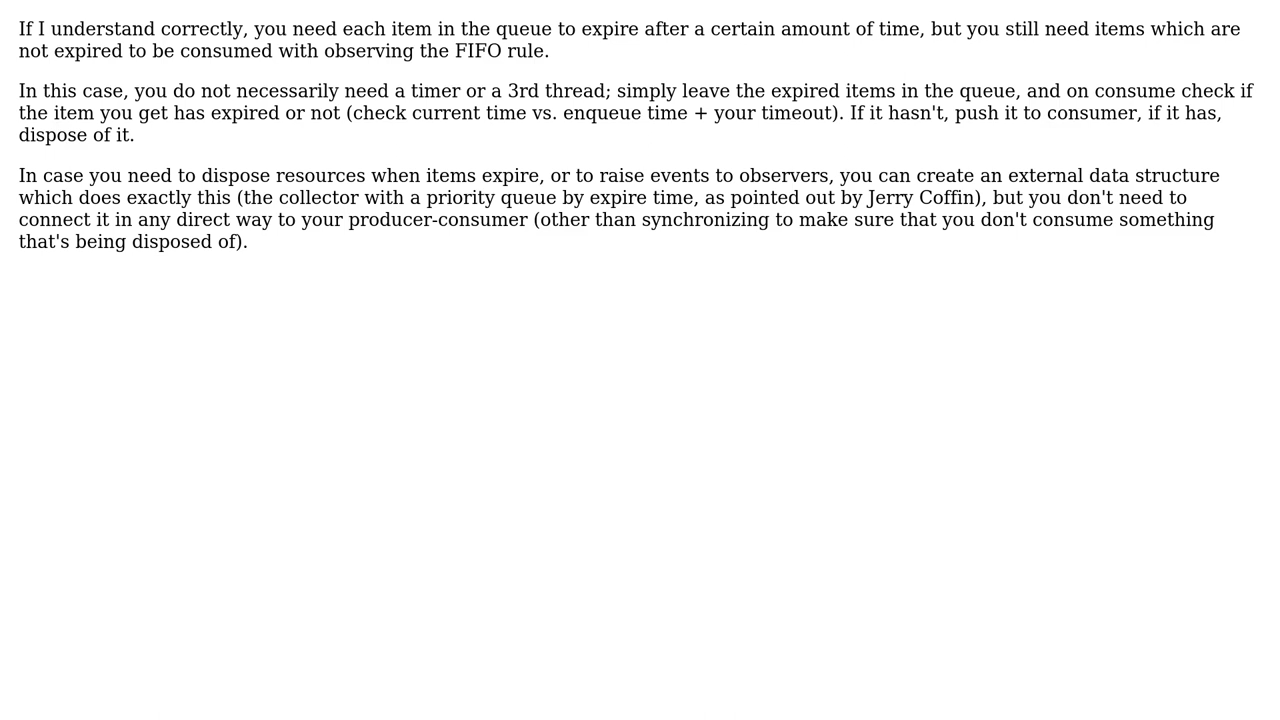 If I understand correctly, you need each item in the queue to expire after a certain amount of time, but you still need items which are
not expired to be consumed with observing the FIFO rule.
In this case, you do not necessarily need a timer or a 3rd thread; simply leave the expired items in the queue, and on consume check if
the item you get has expired or not (check current time vs. enqueue time + your timeout). If it hasn't, push it to consumer, if it has,
dispose of it.
In case you need to dispose resources when items expire, or to raise events to observers, you can create an external data structure
which does exactly this (the collector with a priority queue by expire time, as pointed out by Jerry Coffin), but you don't need to
connect it in any direct way to your producer-consumer (other than synchronizing to make sure that you don't consume something
that's being disposed of).